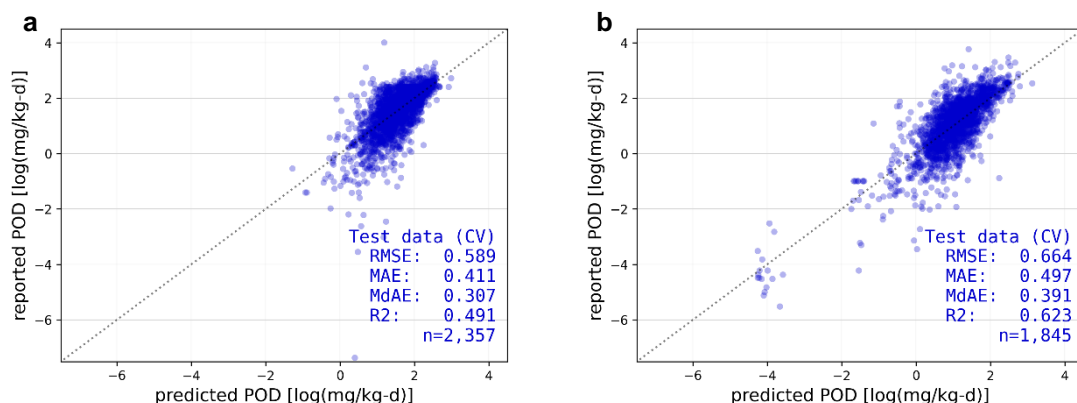 a
reported POD [log(mg/kg-d)]
4
2
0
−2
−4
−6
Test data (CV)
RMSE: 0.589
MAE: 0.411
MdAE: 0.307
R2: 0.491
n=2,357
−6 −4 −2 0 2 4
predicted POD [log(mg/kg-d)]
b
reported POD [log(mg/kg-d)]
4
2
0
−2
−4
−6
Test data (CV)
RMSE: 0.664
MAE: 0.497
MdAE: 0.391
R2: 0.623
n=1,845
−6 −4 −2 0 2 4
predicted POD [log(mg/kg-d)]